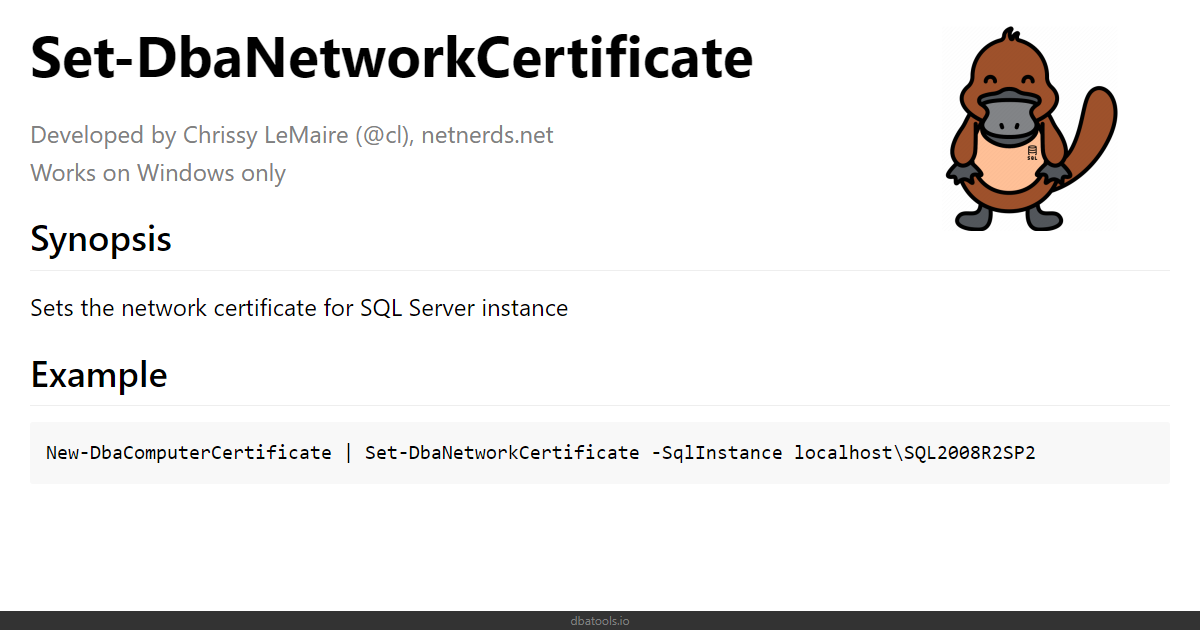 Set-DbaNetworkCertificate
Developed by Chrissy LeMaire (@cl), netnerds.net
Works on Windows only
SQL
Synopsis
Sets the network certificate for SQL Server instance
Example
New-DbaComputerCertificate | Set-DbaNetworkCertificate -SqlInstance localhost\SQL2008R2SP2
dbatools.io